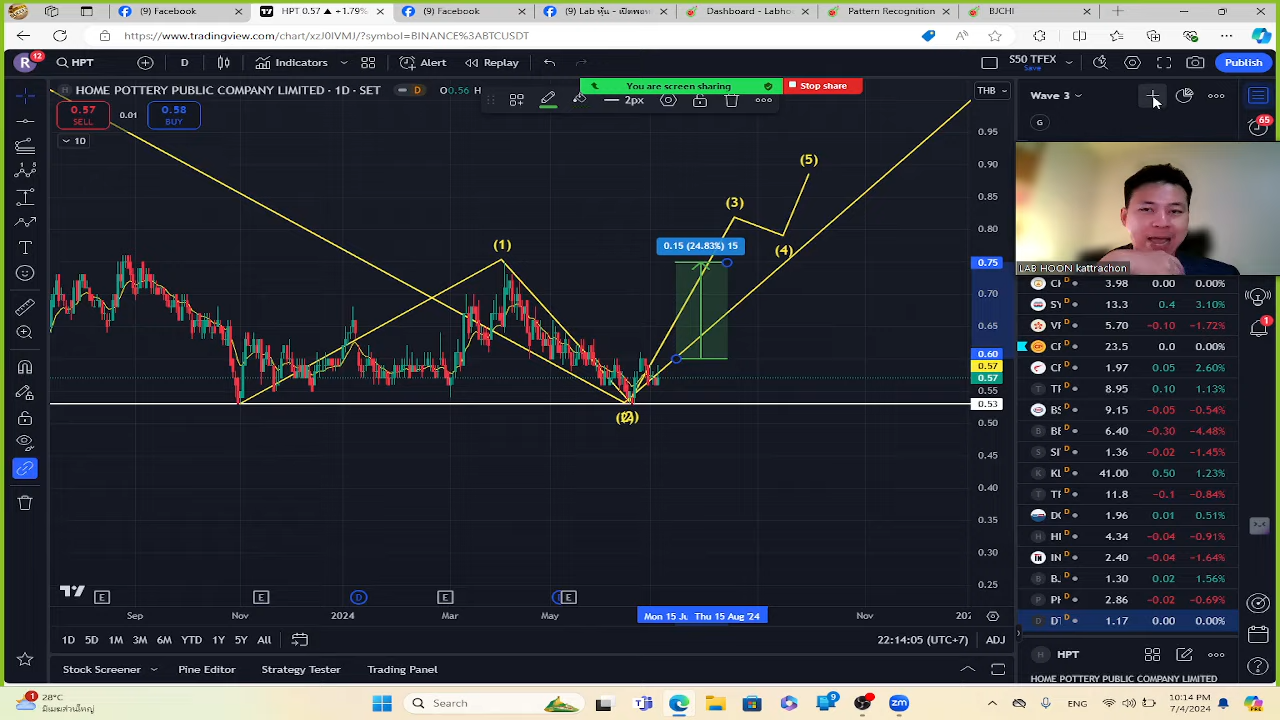 (8) Facebook
HPT 0.57 ▲ +1.79%
(8) Facebook
Dashboard - Labho
Pattern Recognition
BJCHI
https://www.tradingview.com/chart/xzJ0IVMJ/?symbol=BINANCE%3ABTCUSDT
R 12 HPT D Indicators Alert Replay S50 TFEX Save Publish
HOME POTTERY PUBLIC COMPANY LIMITED · 1D · SET D 0.56 H
You are screen sharing Stop share
2px
THB
Wave 3
0.57 SELL 0.01 0.58 BUY
10
G
65
0.95
0.90
0.85
0.80
0.75
0.70
0.65
0.60
0.57
0.57
0.55
0.53
0.50
0.45
0.40
0.35
0.30
0.25
(1)
(3)
(4)
(5)
0.15 (24.83%) 15
LAB HOON kattrachon
3.98 0.00 0.00%
13.3 0.4 3.10%
5.70 -0.10 -1.72%
23.5 0.0 0.00%
1.97 0.05 2.60%
8.95 0.10 1.13%
9.15 -0.05 -0.54%
6.40 -0.30 -4.48%
1.36 -0.02 -1.45%
41.00 0.50 1.23%
11.8 -0.1 -0.84%
1.96 0.01 0.51%
4.34 -0.04 -0.91%
2.40 -0.04 -1.64%
1.30 0.02 1.56%
2.86 -0.02 -0.69%
1.17 0.00 0.00%
E E D E E
Sep Nov 2024 Mar May Mon 15 Ju Thu 15 Aug '24 Nov
1D 5D 1M 3M 6M YTD 1Y 5Y All 22:14:05 (UTC+7) ADJ
HPT
HOME POTTERY PUBLIC COMPANY LIMITED
Stock Screener Pine Editor Strategy Tester Trading Panel
28°C
Search
ENG
10:14 PM
7/4/2024